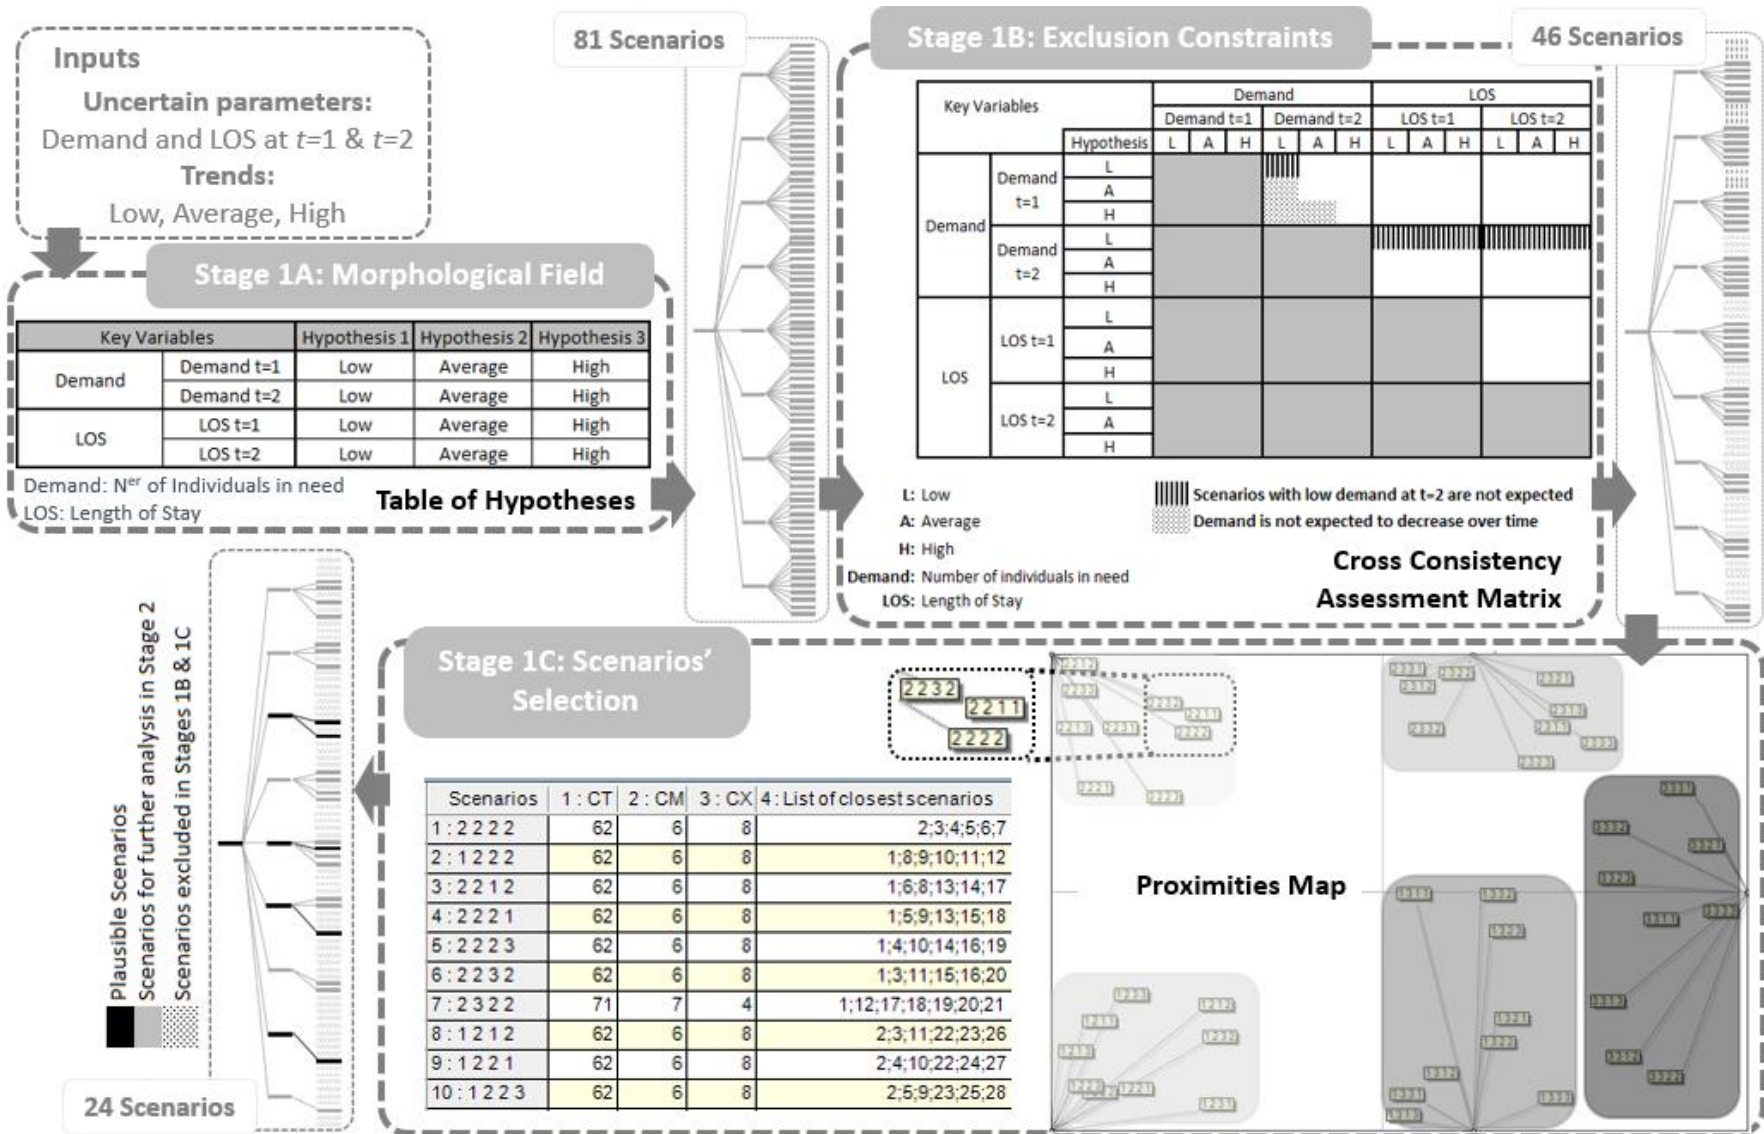 Inputs
Uncertain parameters:
Demand and LOS at t=1 & t=2
Trends:
Low, Average, High
Stage 1A: Morphological Field
Key Variables Hypothesis 1 Hypothesis 2 Hypothesis 3
Demand Demand t=1 Low Average High
Demand t=2 Low Average High
LOS LOS t=1 Low Average High
LOS t=2 Low Average High
Demand: Ner of Individuals in need
LOS: Length of Stay
Table of Hypotheses
81 Scenarios
Stage 1B: Exclusion Constraints
Key Variables Demand LOS
Demand t=1 Demand t=2 LOS t=1 LOS t=2
Hypothesis L A H L A H L A H L A H
Demand
Demand t=1
L
A
H
Demand t=2
L
A
H
LOS
LOS t=1
L
A
H
LOS t=2
L
A
H
L: Low
A: Average
H: High
Demand: Number of individuals in need
LOS: Length of Stay
Scenarios with low demand at t=2 are not expected
Demand is not expected to decrease over time
Cross Consistency
Assessment Matrix
46 Scenarios
Stage 1C: Scenarios'
Selection
2 2 3 2
2 2 1 1
2 2 2 2
Scenarios 1 : CT 2 : CM 3 : CX 4 : List of closest scenarios
1 : 2 2 2 2 62 6 8 2;3;4;5;6;7
2 : 1 2 2 2 62 6 8 1;8;9;10;11;12
3 : 2 2 1 2 62 6 8 1;6;8;13;14;17
4 : 2 2 2 1 62 6 8 1;5;9;13;15;18
5 : 2 2 2 3 62 6 8 1;4;10;14;16;19
6 : 2 2 3 2 62 6 8 1;3;11;15;16;20
7 : 2 3 2 2 71 7 4 1;12;17;18;19;20;21
8 : 1 2 1 2 62 6 8 2;3;11;22;23;26
9 : 1 2 2 1 62 6 8 2;4;10;22;24;27
10 : 1 2 2 3 62 6 8 2;5;9;23;25;28
Proximities Map
Plausible Scenarios
Scenarios for further analysis in Stage 2
Scenarios excluded in Stages 1B & 1C
24 Scenarios